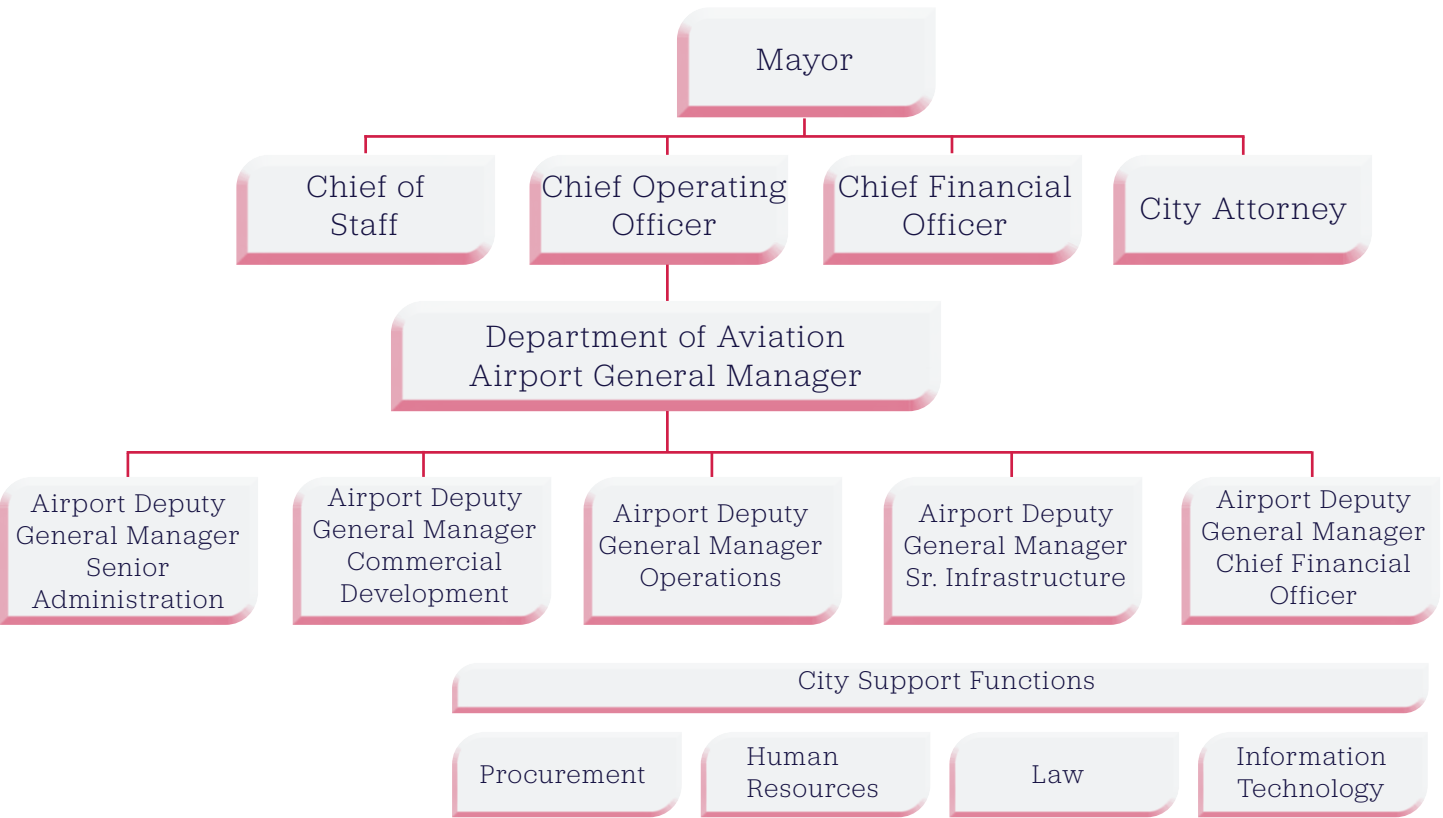 Mayor
Chief of
Staff
Chief Operating
Officer
Chief Financial
Officer
City Attorney
Department of Aviation
Airport General Manager
Airport Deputy
General Manager
Senior
Administration
Airport Deputy
General Manager
Commercial
Development
Airport Deputy
General Manager
Operations
Airport Deputy
General Manager
Sr. Infrastructure
Airport Deputy
General Manager
Chief Financial
Officer
City Support Functions
Procurement
Human
Resources
Law
Information
Technology